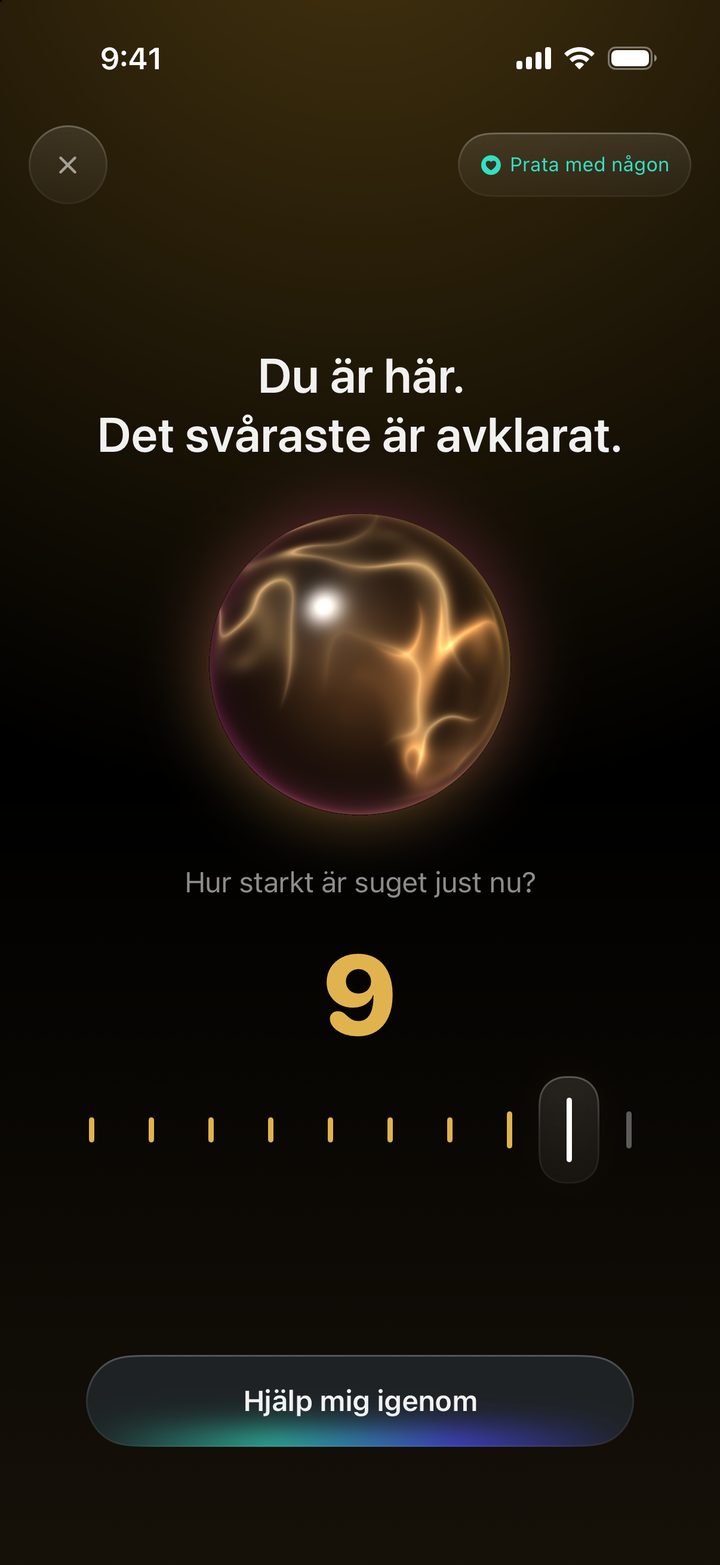 9:41
Prata med någon
Du är här.
Det svåraste är avklarat.
Hur starkt är suget just nu?
9
Hjälp mig igenom